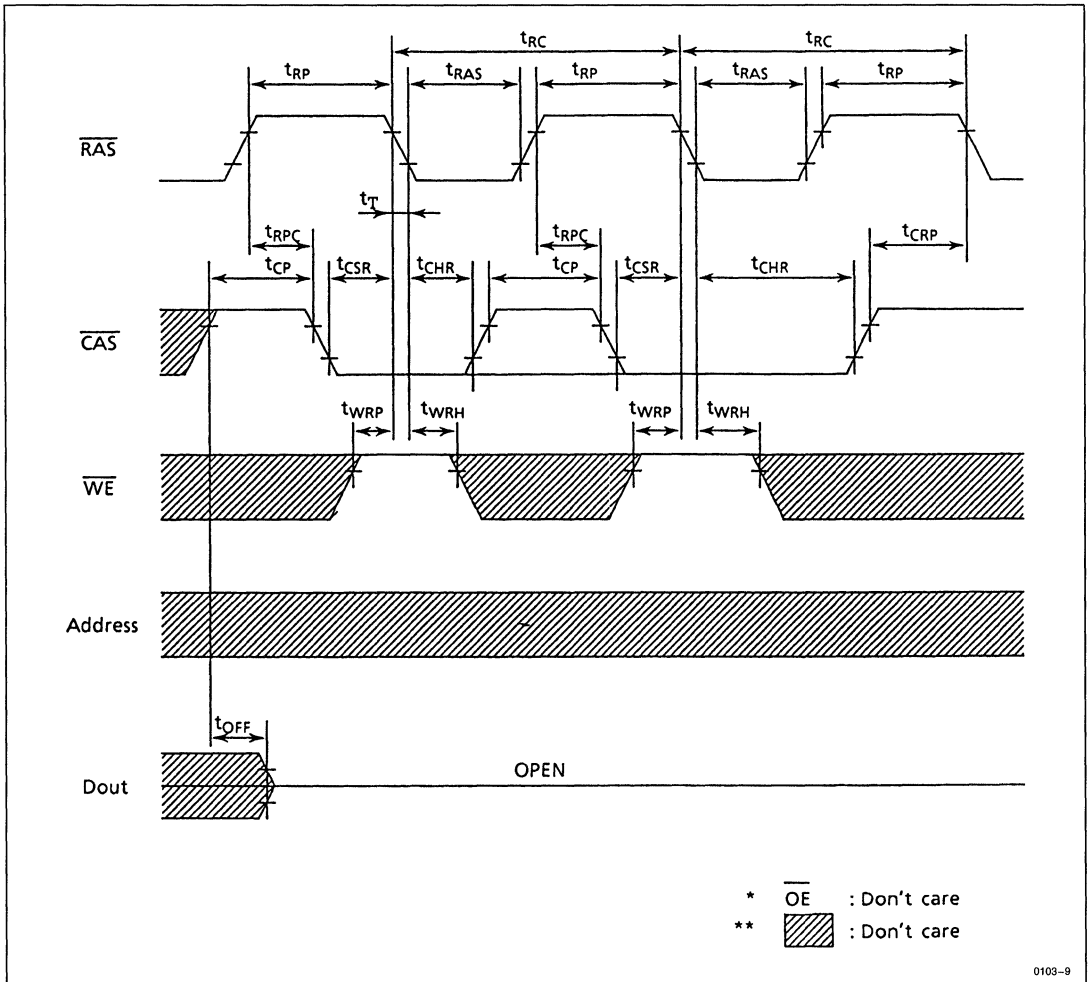 tRC tRC
tRP tRAS tRP tRAS tRP
RAS
tT
tRPC tRPC tCRP
tCP tCSR tCHR tCP tCSR tCHR
CAS
tWRP tWRH tWRP tWRH
WE
Address
tOFF
Dout OPEN
* OE : Don't care
** : Don't care
0103–9